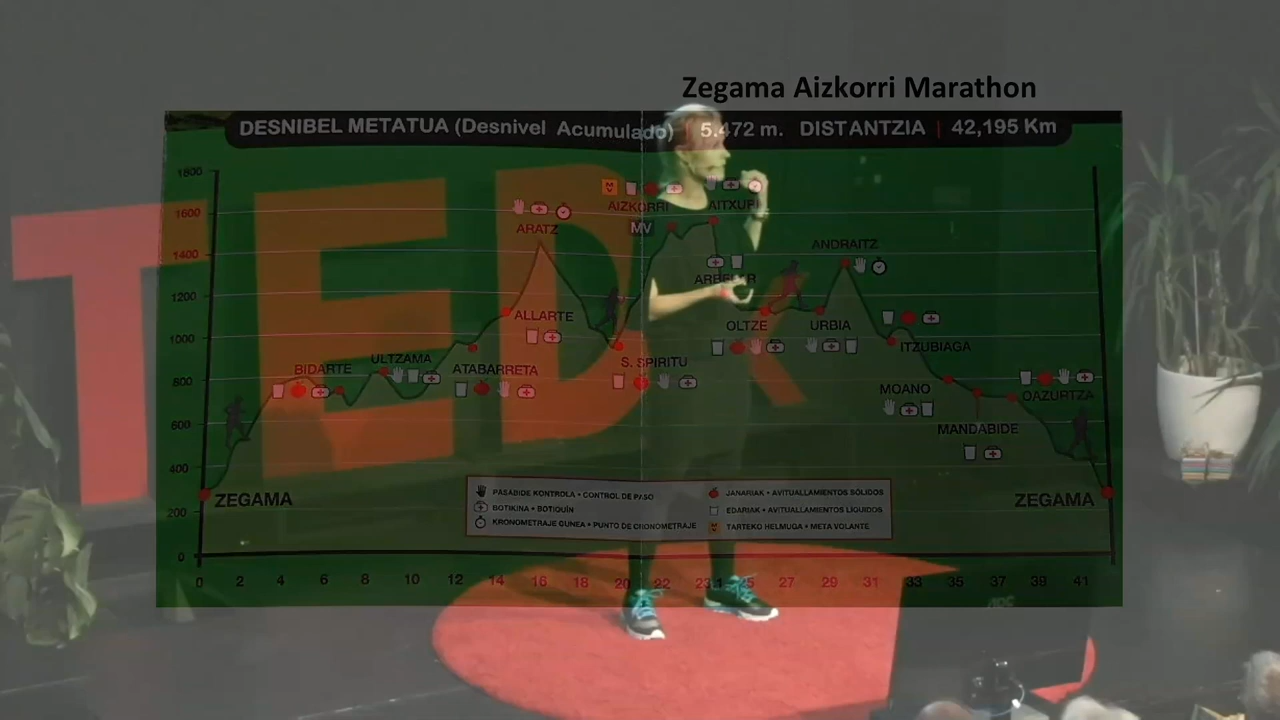 Zegama Aizkorri Marathon
DESNIBEL METATUA (Desnivel Acumulado) 5.472 m. DISTANTZIA | 42,195 Km
TED
1800
1600
1400
1200
1000
800
600
400
200
0
MV
AIZKORRI
AITXURI
ARATZ
MV
ANDRAITZ
ALLARTE
OLTZE
URBIA
ITZUBIAGA
BIDARTE
ULTZAMA
ATABARRETA
S. SPIRITU
MOANO
OAZURTZA
MANDABIDE
ZEGAMA
ZEGAMA
PASABIDE KONTROLA • CONTROL DE PASO
BOTIKINA • BOTIQUÍN
KRONOMETRAJE GUNEA • PUNTO DE CRONOMETRAJE
JANARIAK • AVITUALLAMIENTOS SÓLIDOS
EDARIAK • AVITUALLAMIENTOS LÍQUIDOS
MV TARTEKO HELMUGA • META VOLANTE
0 2 4 6 8 10 12 14 16 18 20 22 23 25 27 29 31 33 35 37 39 41